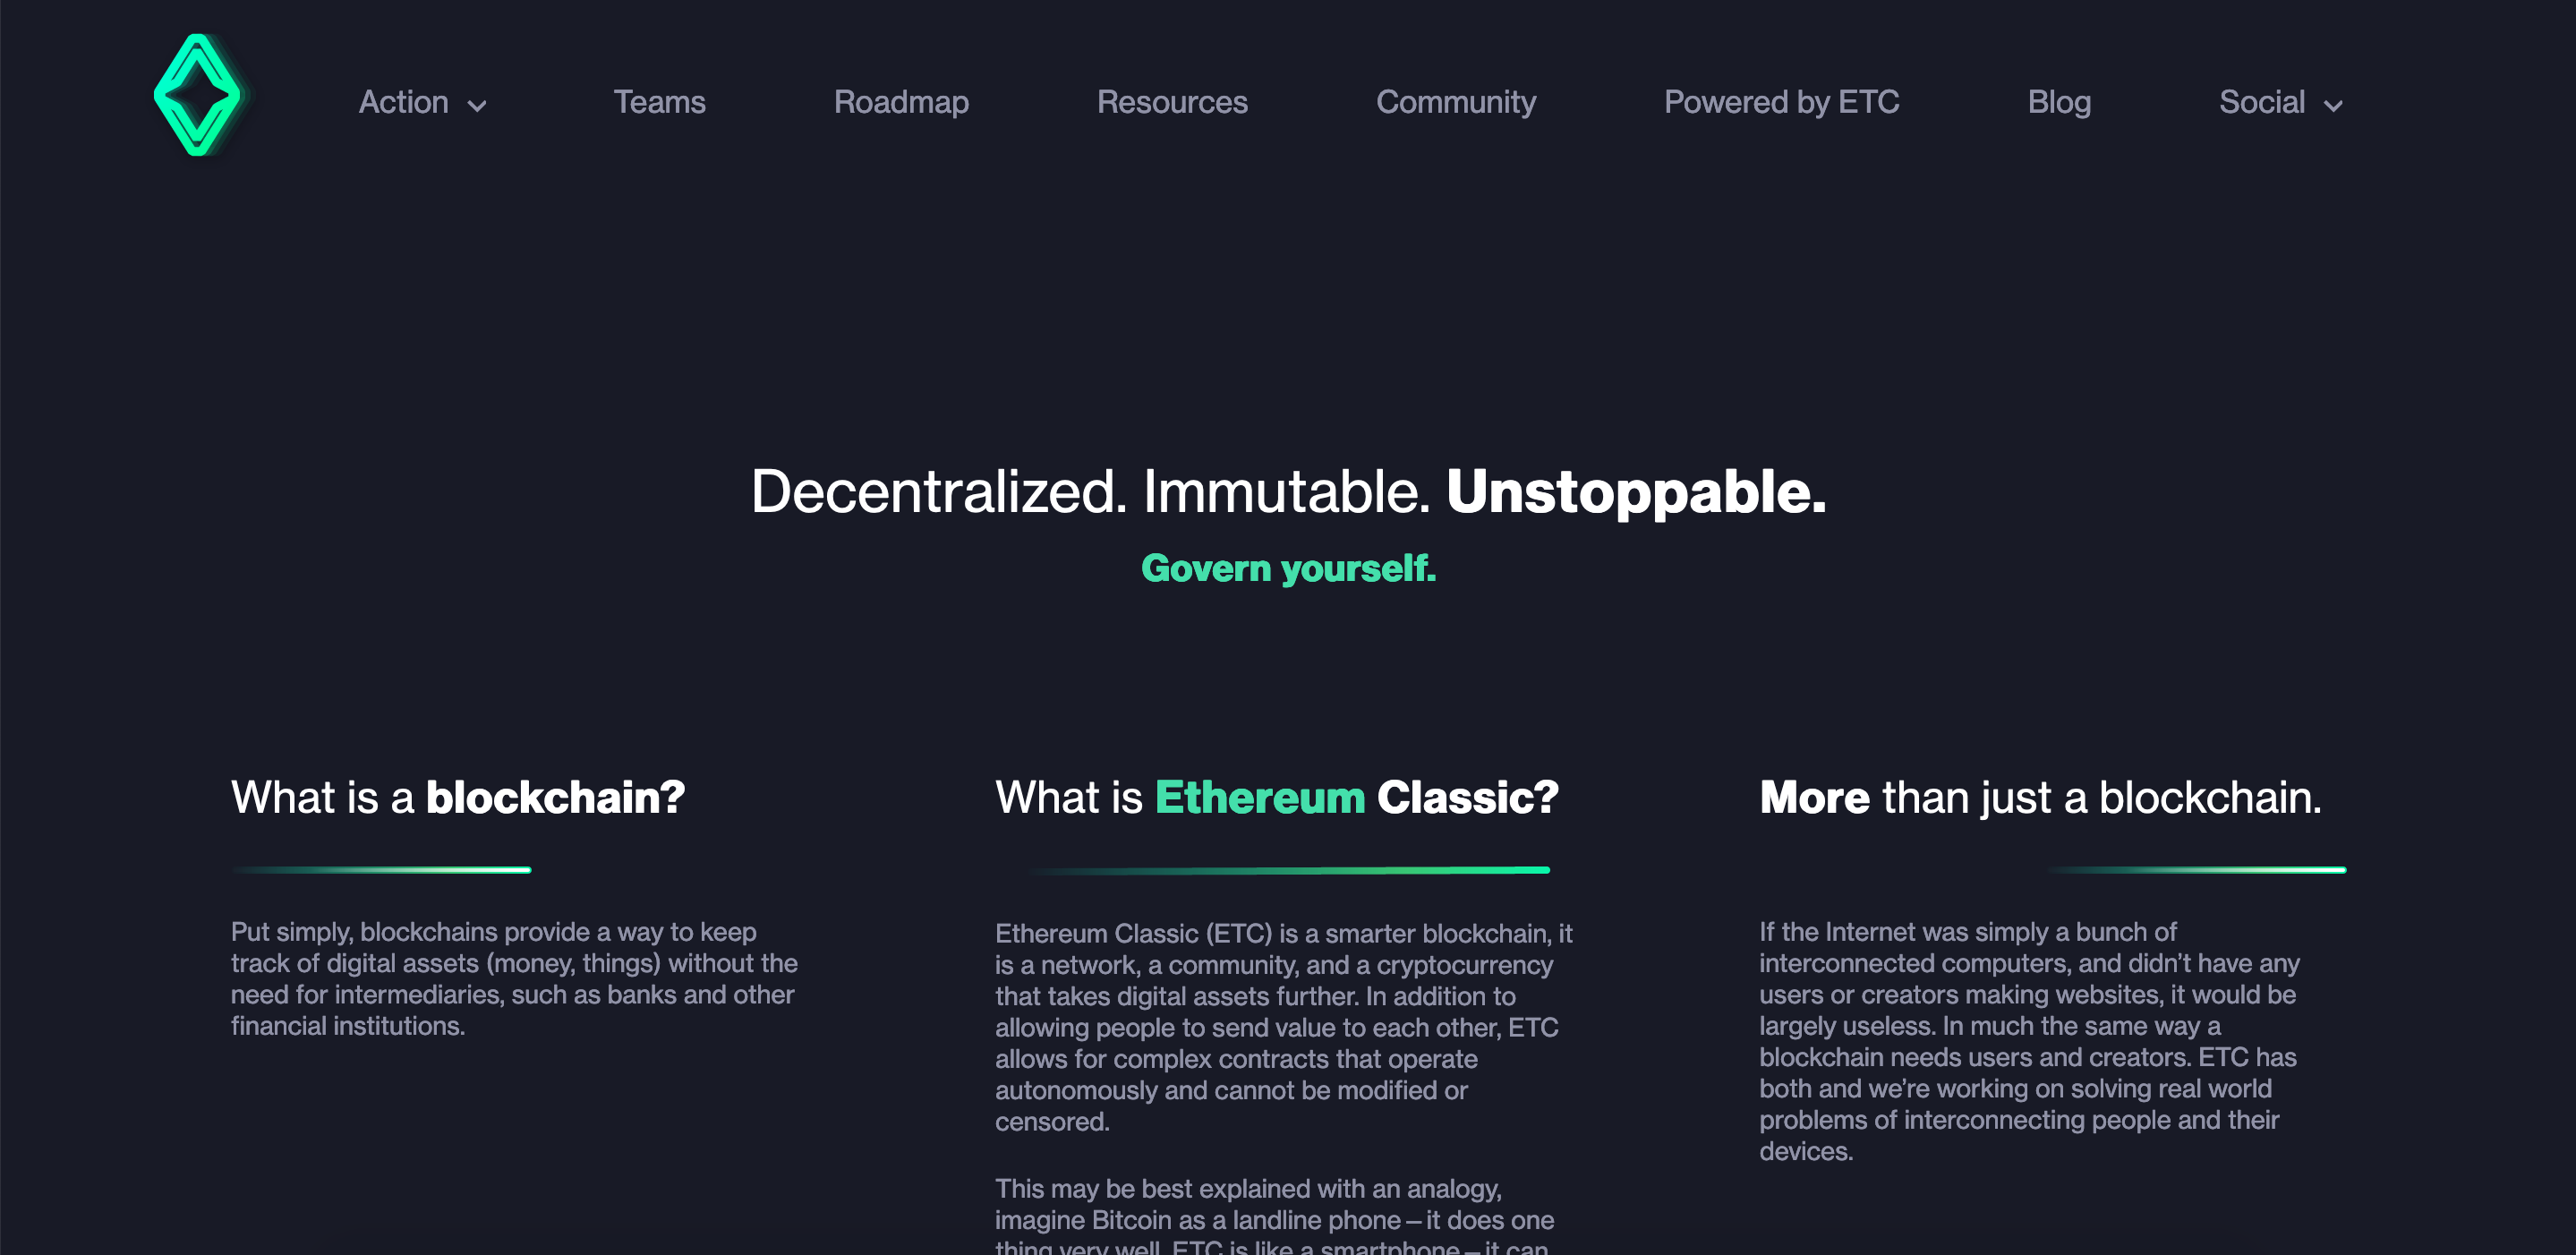 Action
Teams
Roadmap
Resources
Community
Powered by ETC
Blog
Social
Decentralized. Immutable. Unstoppable.
Govern yourself.
What is a blockchain?
Put simply, blockchains provide a way to keep
track of digital assets (money, things) without the
need for intermediaries, such as banks and other
financial institutions.
What is Ethereum Classic?
Ethereum Classic (ETC) is a smarter blockchain, it
is a network, a community, and a cryptocurrency
that takes digital assets further. In addition to
allowing people to send value to each other, ETC
allows for complex contracts that operate
autonomously and cannot be modified or
censored.
This may be best explained with an analogy,
imagine Bitcoin as a landline phone – it does one
thing very well. ETC is like a smartphone – it can
More than just a blockchain.
If the Internet was simply a bunch of
interconnected computers, and didn’t have any
users or creators making websites, it would be
largely useless. In much the same way a
blockchain needs users and creators. ETC has
both and we’re working on solving real world
problems of interconnecting people and their
devices.